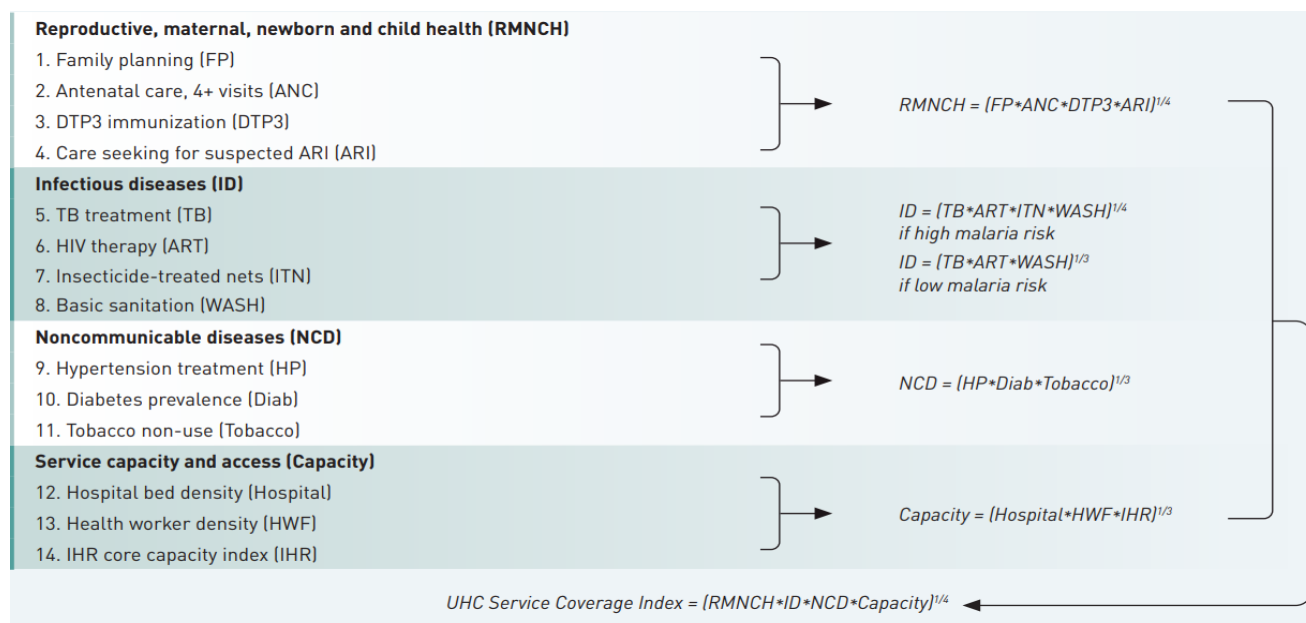 Reproductive, maternal, newborn and child health (RMNCH)
1. Family planning (FP)
2. Antenatal care, 4+ visits (ANC)
3. DTP3 immunization (DTP3)
4. Care seeking for suspected ARI (ARI)
RMNCH = (FP*ANC*DTP3*ARI)^1/4
Infectious diseases (ID)
5. TB treatment (TB)
6. HIV therapy (ART)
7. Insecticide-treated nets (ITN)
8. Basic sanitation (WASH)
ID = (TB*ART*ITN*WASH)^1/4
if high malaria risk
ID = (TB*ART*WASH)^1/3
if low malaria risk
Noncommunicable diseases (NCD)
9. Hypertension treatment (HP)
10. Diabetes prevalence (Diab)
11. Tobacco non-use (Tobacco)
NCD = (HP*Diab*Tobacco)^1/3
Service capacity and access (Capacity)
12. Hospital bed density (Hospital)
13. Health worker density (HWF)
14. IHR core capacity index (IHR)
Capacity = (Hospital*HWF*IHR)^1/3
UHC Service Coverage Index = (RMNCH*ID*NCD*Capacity)^1/4